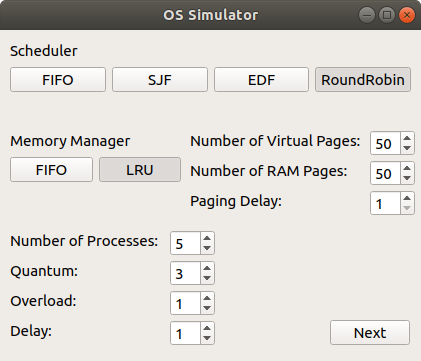 OS Simulator
Scheduler
FIFO SJF EDF RoundRobin
Memory Manager
FIFO LRU
Number of Virtual Pages: 50
Number of RAM Pages: 50
Paging Delay: 1
Number of Processes: 5
Quantum: 3
Overload: 1
Delay: 1
Next